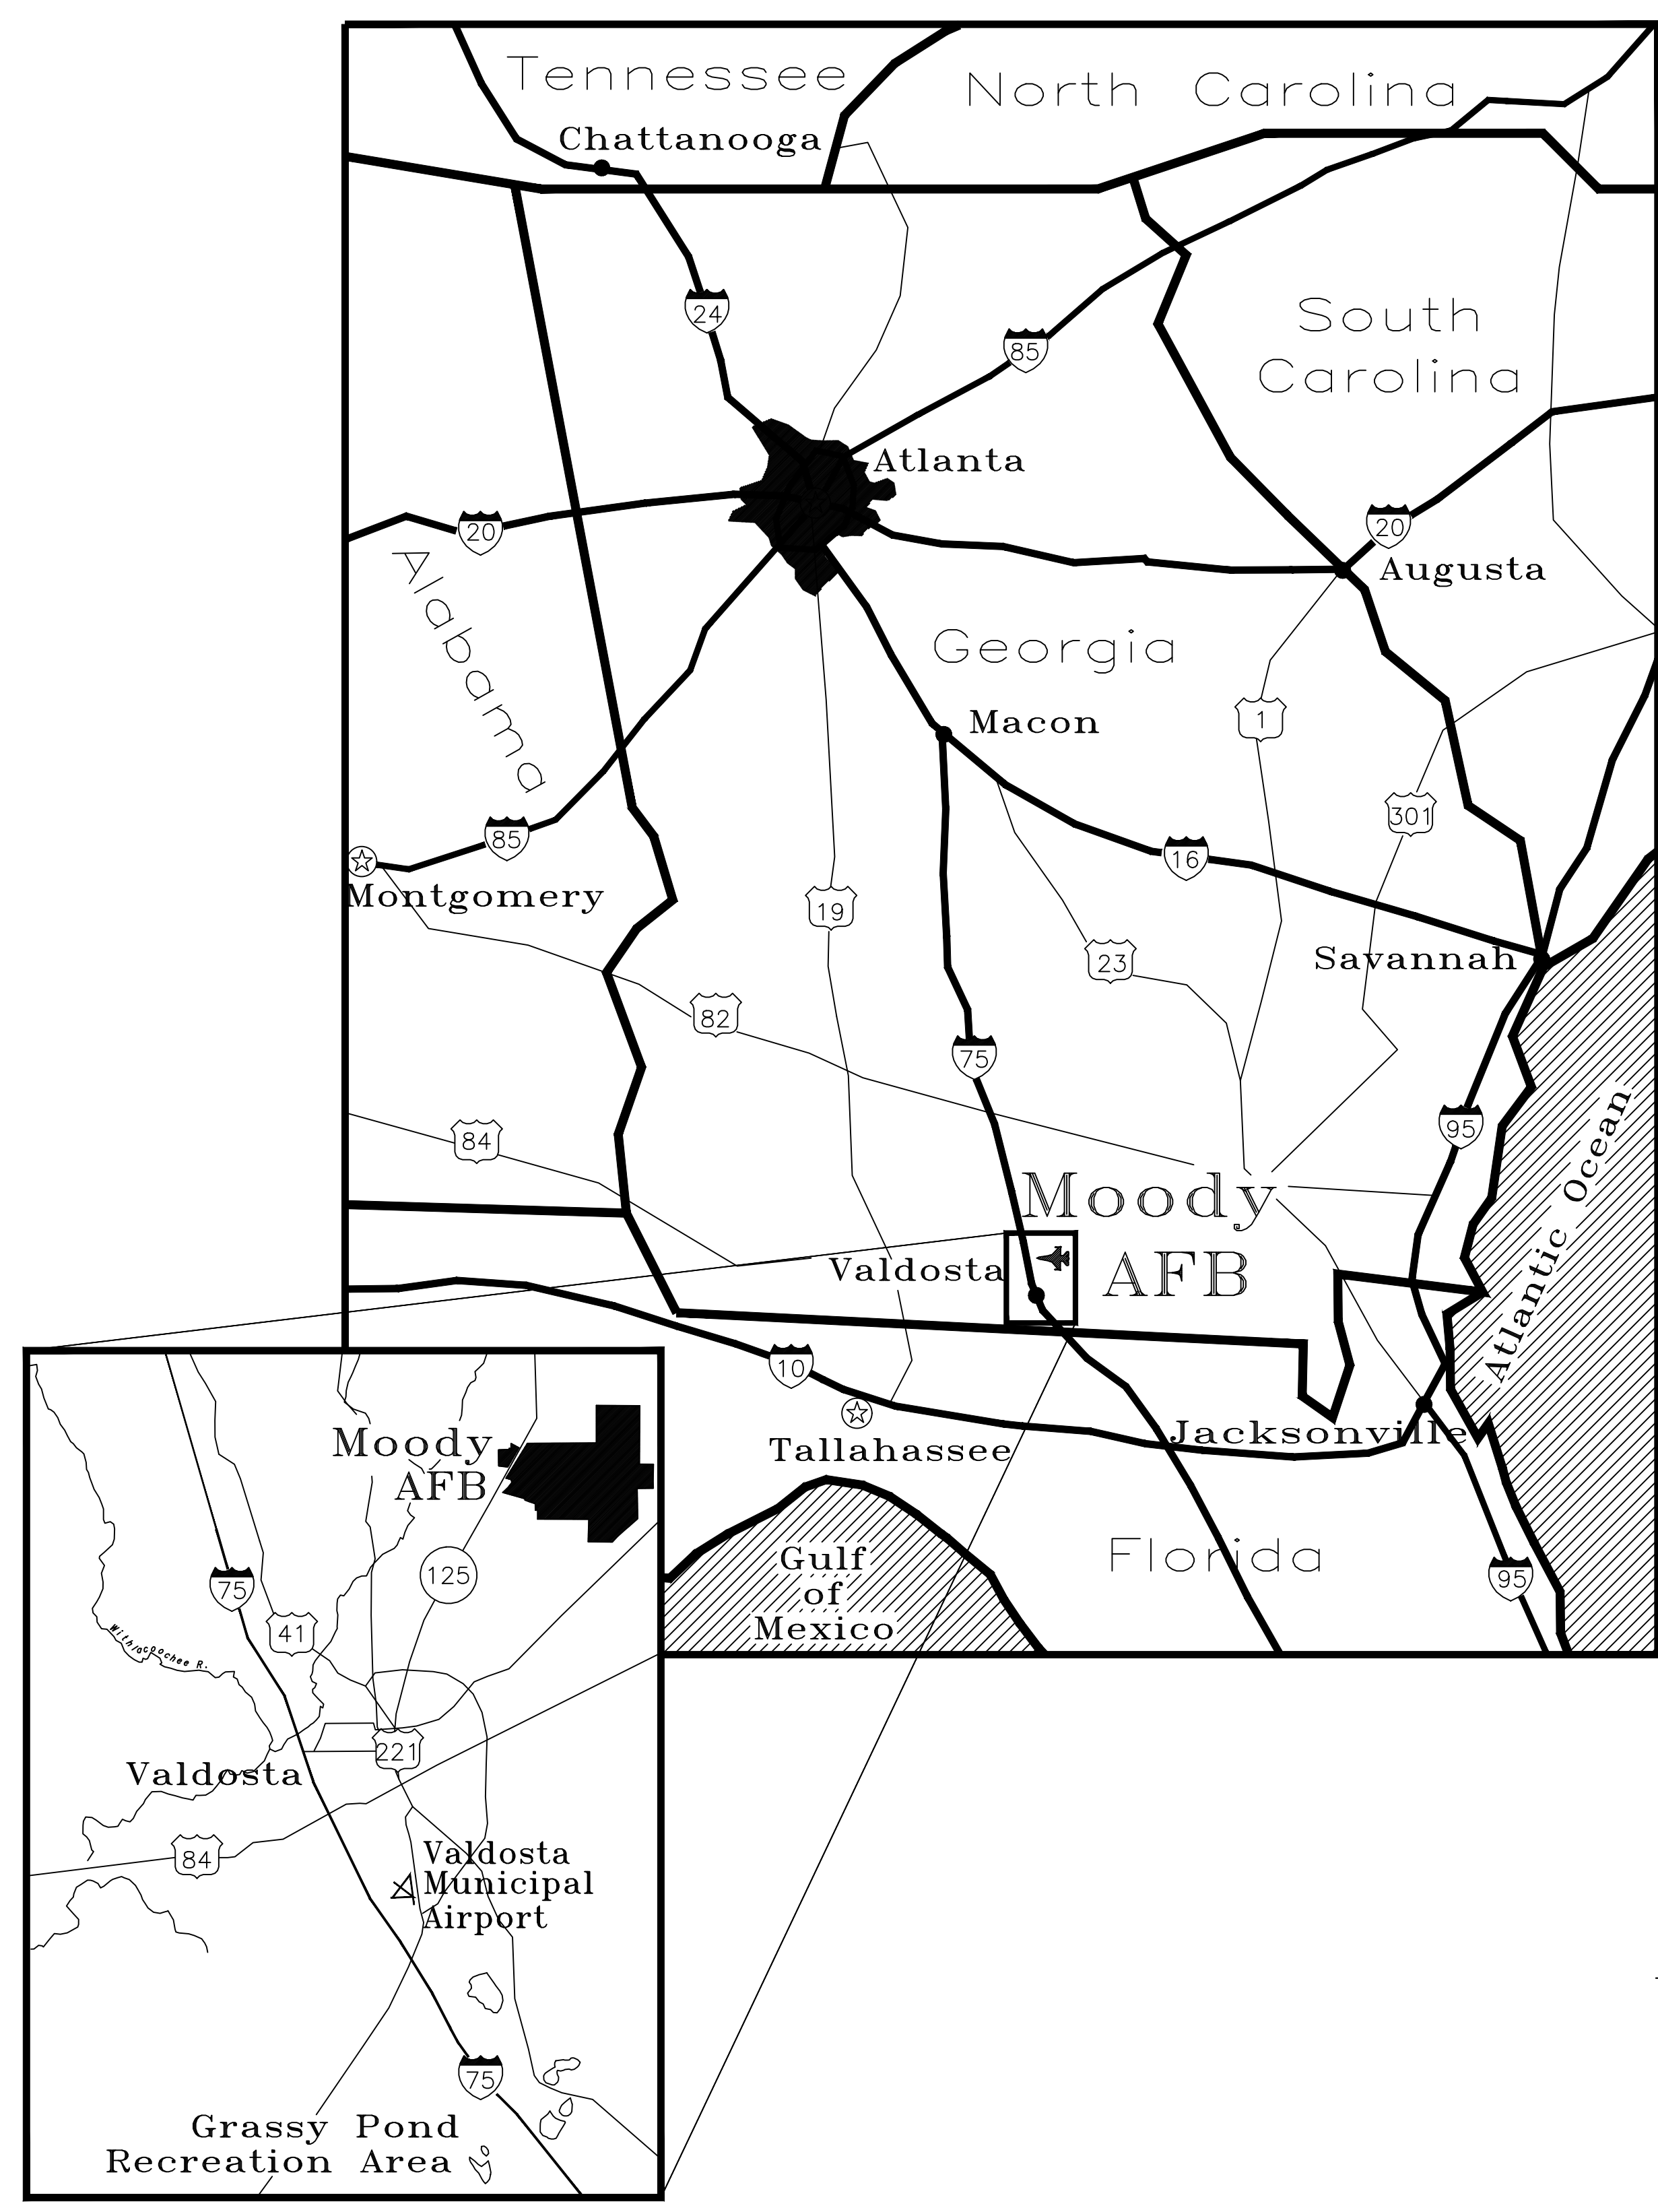 Tennessee
North Carolina
Chattanooga
24
South
Carolina
85
Atlanta
20
20
Augusta
Alabama
Georgia
1
Macon
301
85
16
Montgomery
19
Savannah
23
82
75
95
84
Moody
AFB
Valdosta
Atlantic Ocean
10
Tallahassee
Jacksonville
Florida
95
Gulf
of
Mexico
Moody
AFB
125
75
41
Withlacoochee R.
221
Valdosta
84
Valdosta
Municipal
Airport
75
Grassy Pond
Recreation Area